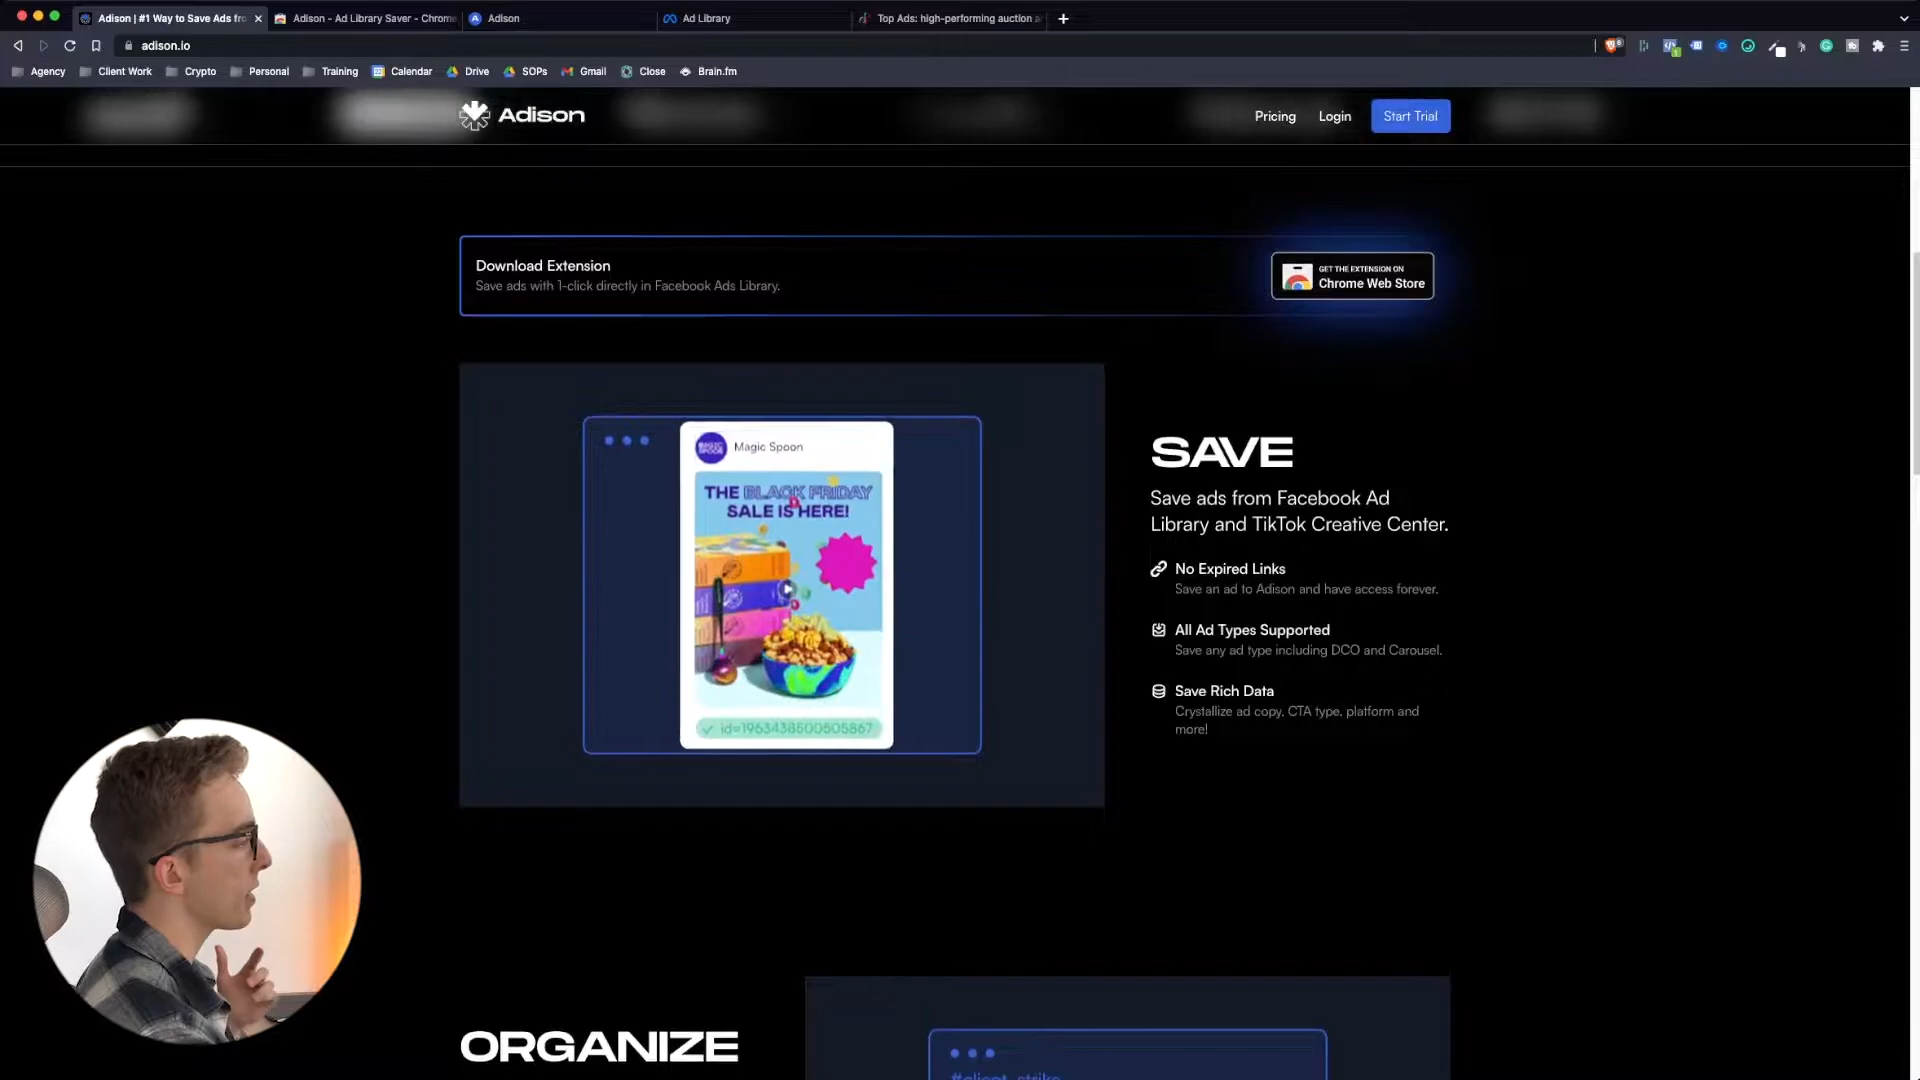 Adison | #1 Way to Save Ads fro
Adison - Ad Library Saver - Chrome
Adison
Ad Library
Top Ads: high-performing auction a
adison.io
Agency
Client Work
Crypto
Personal
Training
Calendar
Drive
SOPs
Gmail
Close
Brain.fm
Adison
Pricing
Login
Start Trial
Download Extension
Save ads with 1-click directly in Facebook Ads Library.
GET THE EXTENSION ON
Chrome Web Store
Magic Spoon
THE BLACK FRIDAY
SALE IS HERE!
id=1963438500505867
SAVE
Save ads from Facebook Ad
Library and TikTok Creative Center.
No Expired Links
Save an ad to Adison and have access forever.
All Ad Types Supported
Save any ad type including DCO and Carousel.
Save Rich Data
Crystallize ad copy, CTA type, platform and
more!
ORGANIZE